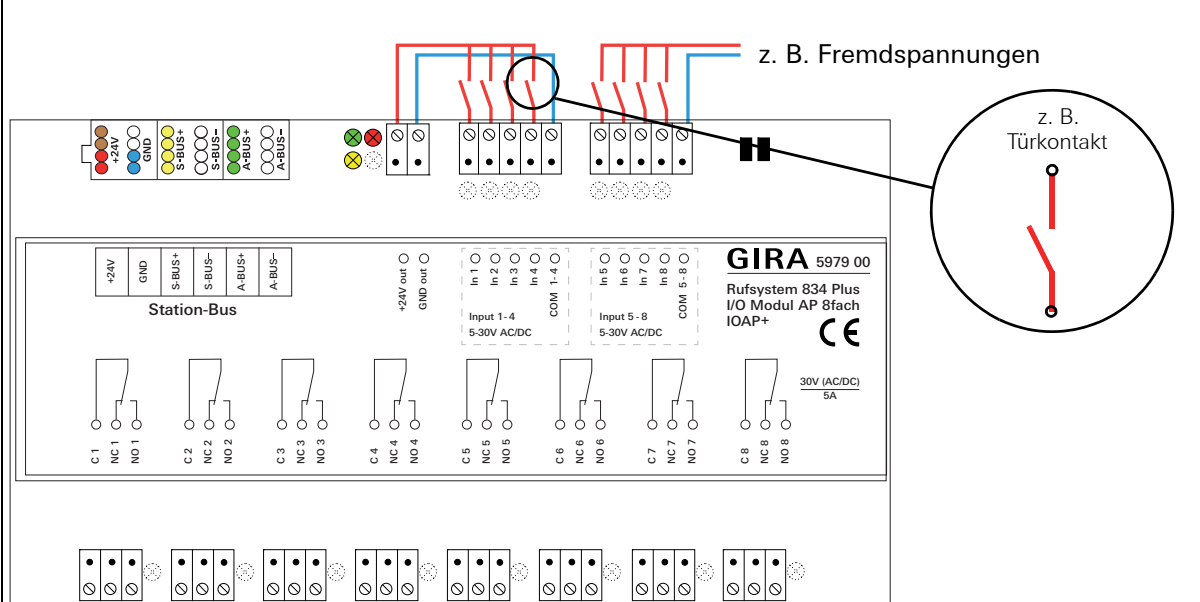 z. B. Fremdspannungen
z. B.
Türkontakt
+24V
GND
S-BUS+
S-BUS–
A-BUS+
A-BUS–
+24V
GND
S-BUS+
S-BUS–
A-BUS+
A-BUS–
Station-Bus
+24V out
GND out
In 1
In 2
In 3
In 4
COM 1-4
Input 1-4
5-30V AC/DC
In 5
In 6
In 7
In 8
COM 5-8
Input 5-8
5-30V AC/DC
GIRA 5979 00
Rufsystem 834 Plus
I/O Modul AP 8fach
IOAP+
CE
30V (AC/DC)
5A
C 1
NC 1
NO 1
C 2
NC 2
NO 2
C 3
NC 3
NO 3
C 4
NC 4
NO 4
C 5
NC 5
NO 5
C 6
NC 6
NO 6
C 7
NC 7
NO 7
C 8
NC 8
NO 8